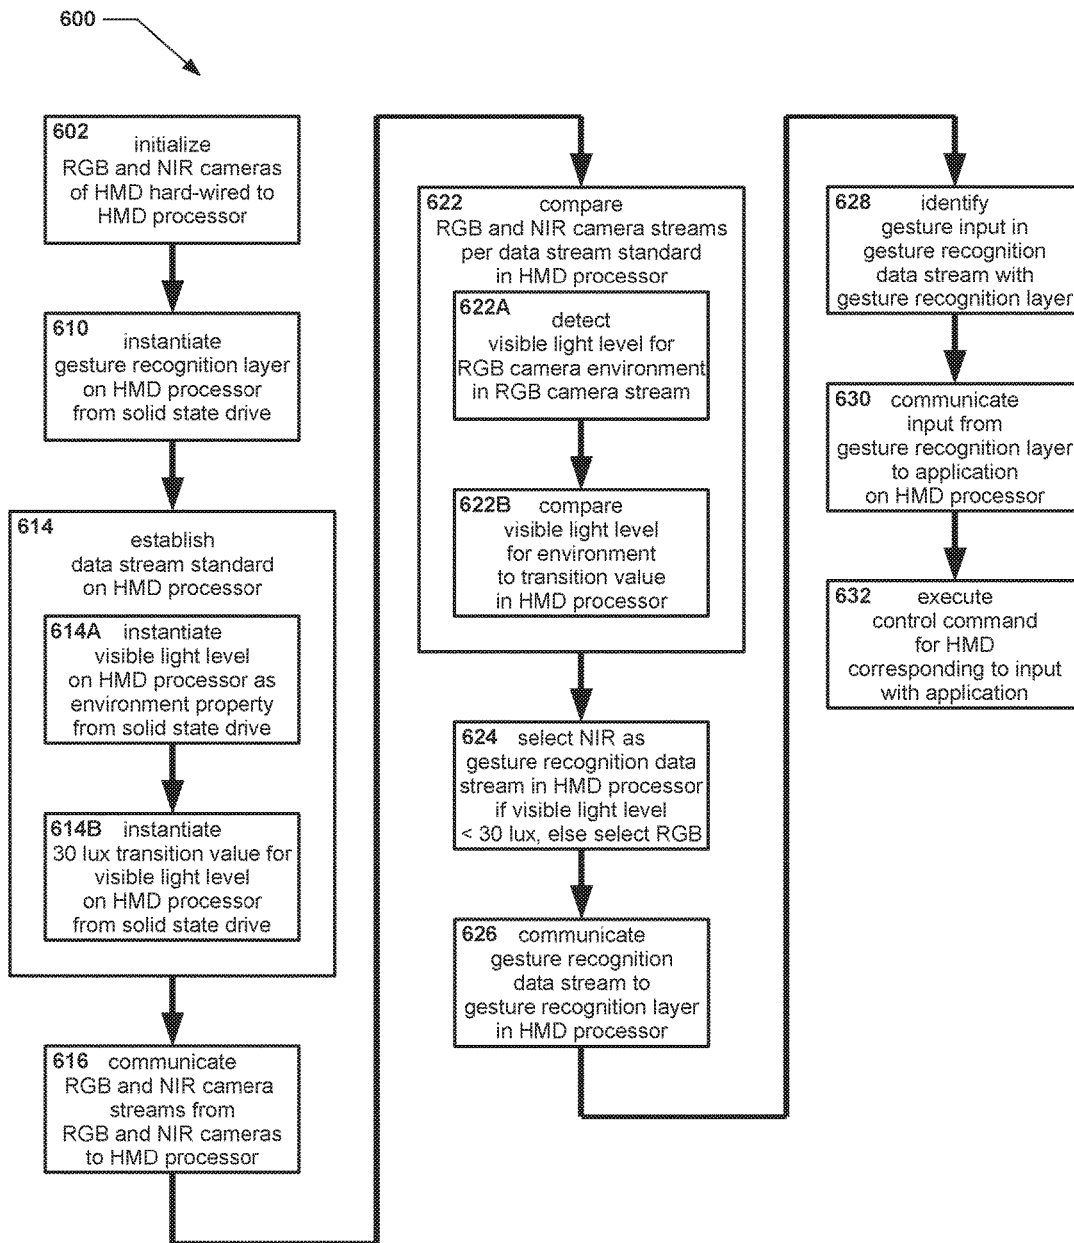 600
602
initialize
RGB and NIR cameras
of HMD hard-wired to
HMD processor
610
instantiate
gesture recognition layer
on HMD processor
from solid state drive
614
establish
data stream standard
on HMD processor
614A instantiate
visible light level
on HMD processor as
environment property
from solid state drive
614B instantiate
30 lux transition value for
visible light level
on HMD processor
from solid state drive
616 communicate
RGB and NIR camera
streams from
RGB and NIR cameras
to HMD processor
622 compare
RGB and NIR camera streams
per data stream standard
in HMD processor
622A
detect
visible light level for
RGB camera environment
in RGB camera stream
622B compare
visible light level
for environment
to transition value
in HMD processor
624 select NIR as
gesture recognition data
stream in HMD processor
if visible light level
< 30 lux, else select RGB
626 communicate
gesture recognition
data stream to
gesture recognition layer
in HMD processor
628 identify
gesture input in
gesture recognition
data stream with
gesture recognition layer
630 communicate
input from
gesture recognition layer
to application
on HMD processor
632 execute
control command
for HMD
corresponding to input
with application